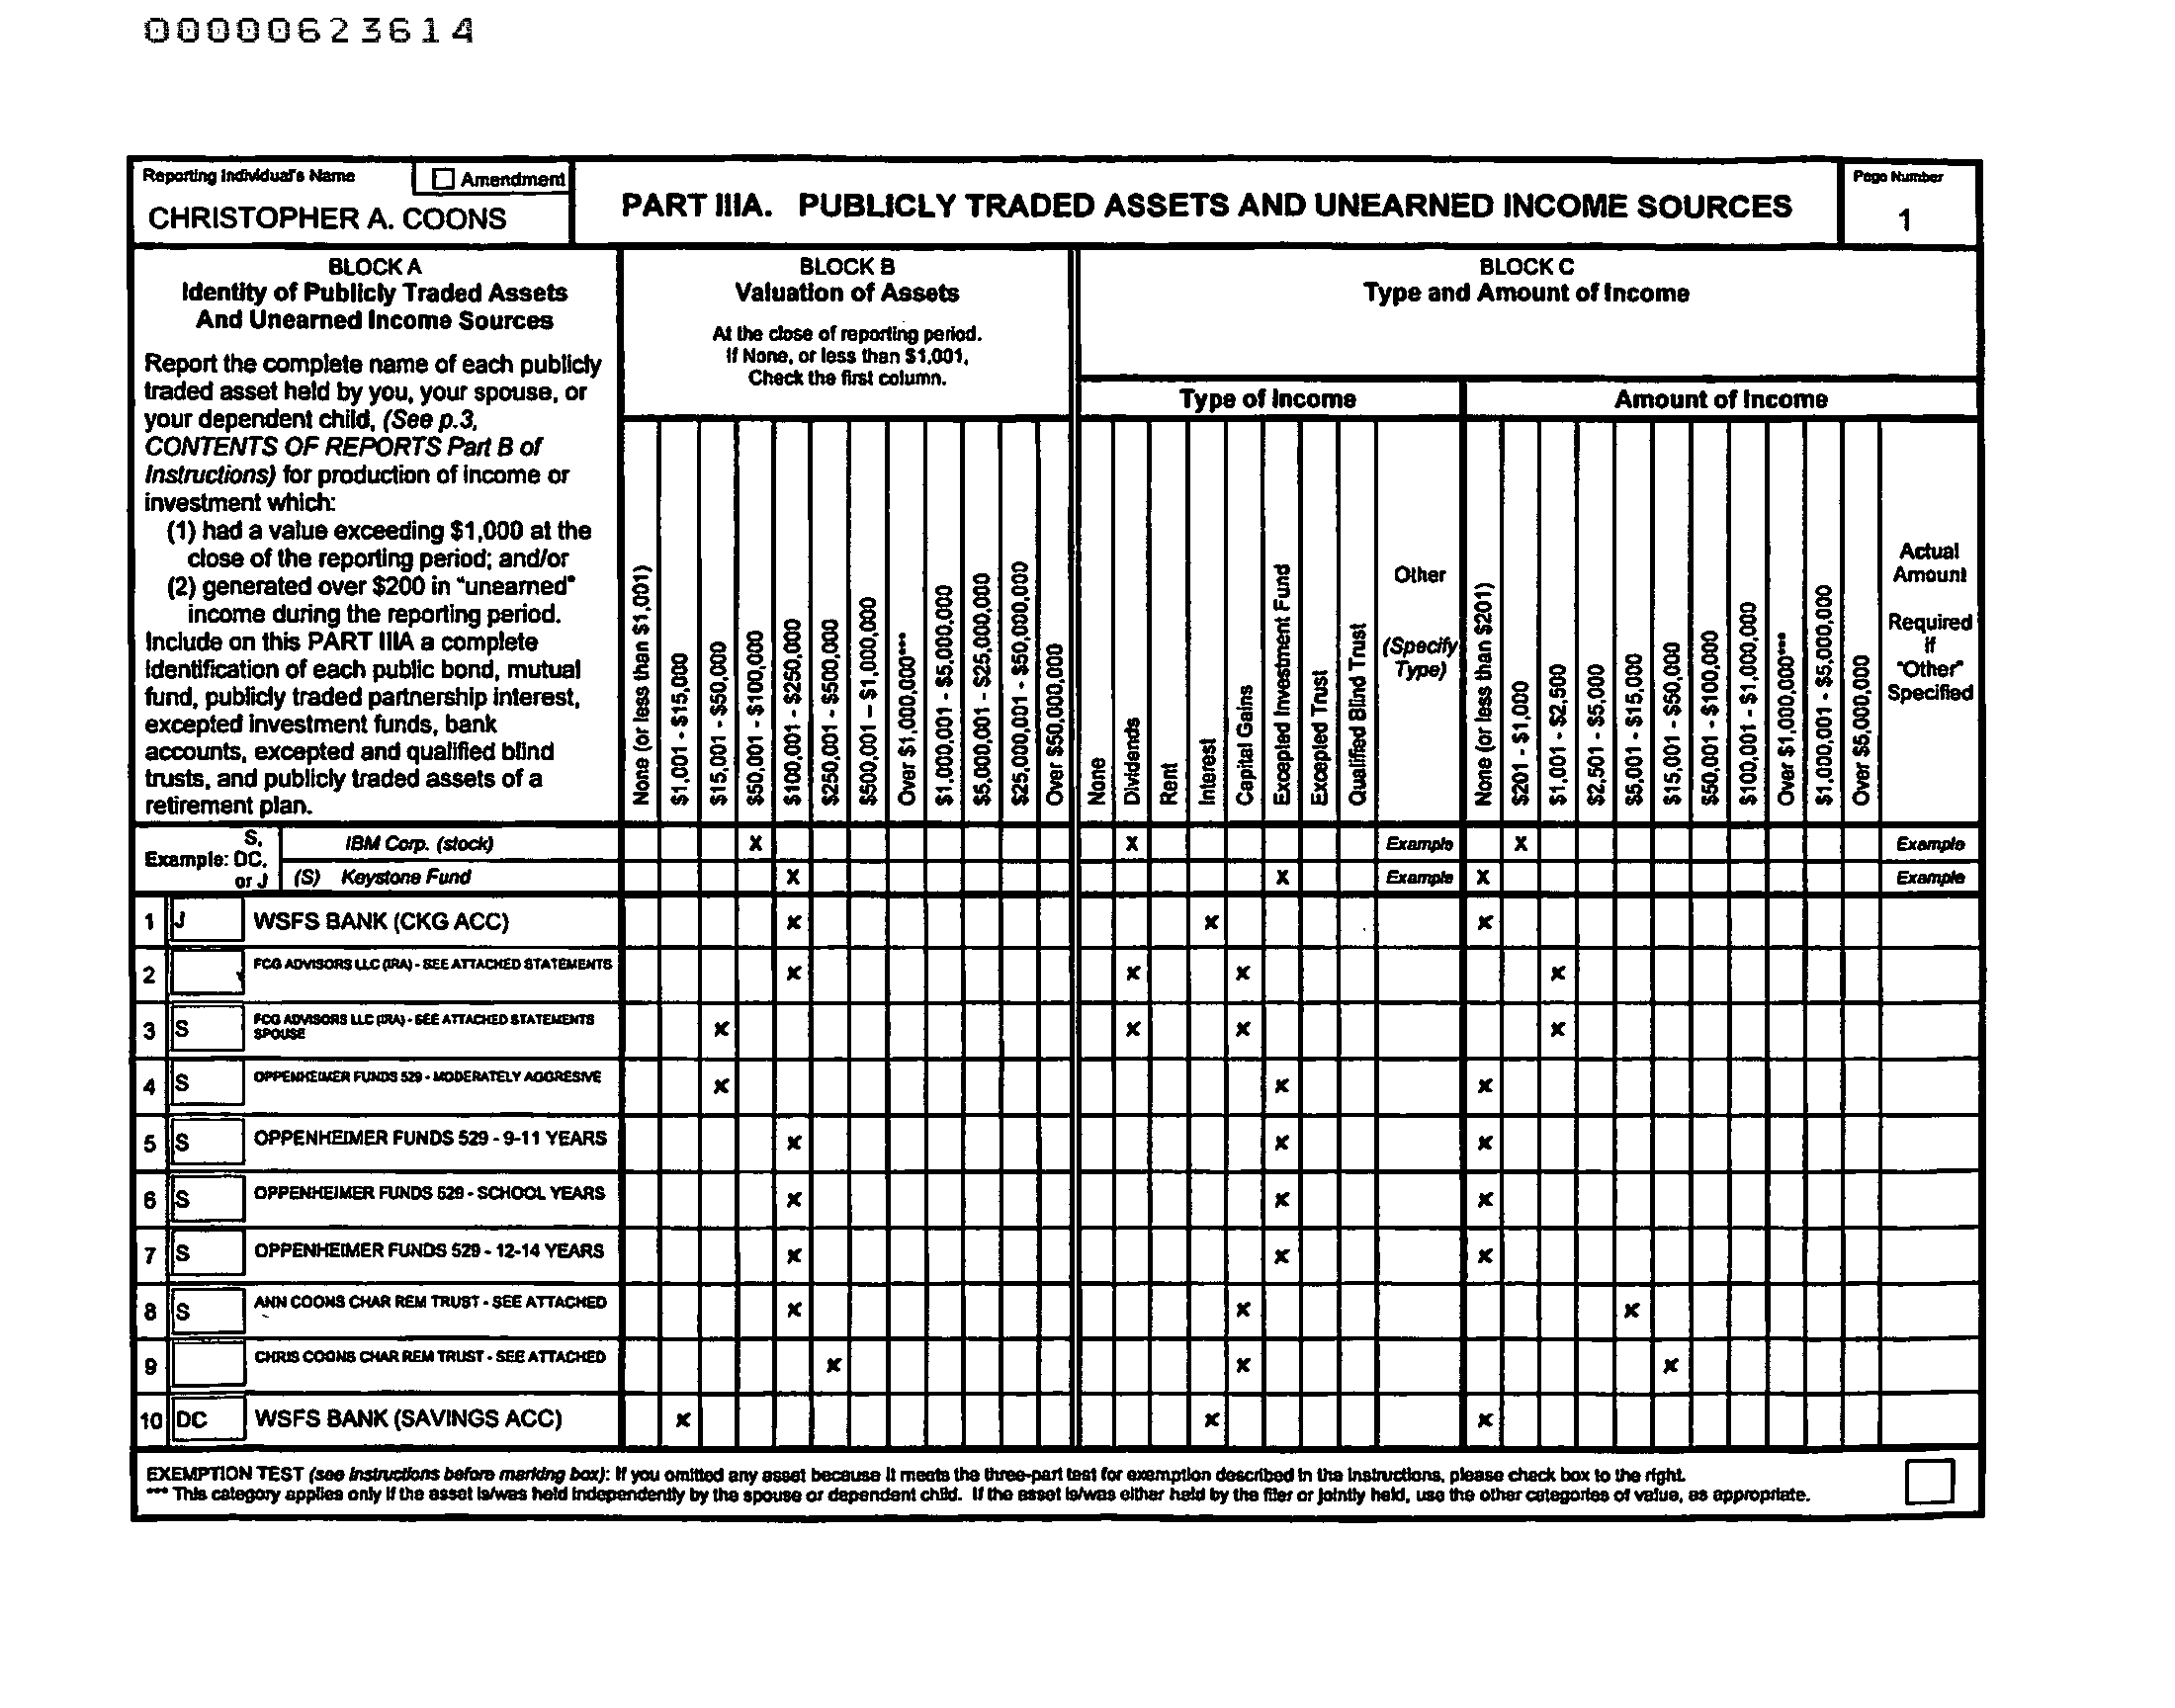 00000623614
Reporting Individual's Name
Amendment
CHRISTOPHER A. COONS
PART IIIA. PUBLICLY TRADED ASSETS AND UNEARNED INCOME SOURCES
Page Number
1
BLOCK A
Identity of Publicly Traded Assets
And Unearned Income Sources
Report the complete name of each publicly
traded asset held by you, your spouse, or
your dependent child, (See p.3,
CONTENTS OF REPORTS Part B of
Instructions) for production of income or
investment which:
(1) had a value exceeding $1,000 at the
close of the reporting period; and/or
(2) generated over $200 in "unearned"
income during the reporting period.
Include on this PART IIIA a complete
identification of each public bond, mutual
fund, publicly traded partnership interest,
excepted investment funds, bank
accounts, excepted and qualified blind
trusts, and publicly traded assets of a
retirement plan.
BLOCK B
Valuation of Assets
At the close of reporting period.
If None, or less than $1,001,
Check the first column.
None (or less than $1,001)
$1,001 - $15,000
$15,001 - $50,000
$50,001 - $100,000
$100,001 - $250,000
$250,001 - $500,000
$500,001 – $1,000,000
Over $1,000,000***
$1,000,001 - $5,000,000
$5,000,001 - $25,000,000
$25,000,001 - $50,000,000
Over $50,000,000
BLOCK C
Type and Amount of Income
Type of Income
None
Dividends
Rent
Interest
Capital Gains
Excepted Investment Fund
Excepted Trust
Qualified Blind Trust
Other
(Specify
Type)
Amount of Income
None (or less than $201)
$201 - $1,000
$1,001 - $2,500
$2,501 - $5,000
$5,001 - $15,000
$15,001 - $50,000
$50,001 - $100,000
$100,001 - $1,000,000
Over $1,000,000***
$1,000,001 - $5,000,000
Over $5,000,000
Actual
Amount
Required
if
"Other"
Specified
Example: S, DC, or J
IBM Corp. (stock) X X Example X Example
(S) Keystone Fund X X Example X Example
1 J WSFS BANK (CKG ACC) x x x
2 FCG ADVISORS LLC (IRA) - SEE ATTACHED STATEMENTS x x x x
3 S FCG ADVISORS LLC (IRA) - SEE ATTACHED STATEMENTS
SPOUSE x x x x
4 S OPPENHEIMER FUNDS 529 - MODERATELY AGGRESIVE x x x
5 S OPPENHEIMER FUNDS 529 - 9-11 YEARS x x x
6 S OPPENHEIMER FUNDS 529 - SCHOOL YEARS x x x
7 S OPPENHEIMER FUNDS 529 - 12-14 YEARS x x x
8 S ANN COONS CHAR REM TRUST - SEE ATTACHED x x x
9 CHRIS COONS CHAR REM TRUST - SEE ATTACHED x x x
10 DC WSFS BANK (SAVINGS ACC) x x x
EXEMPTION TEST (see instructions before marking box): If you omitted any asset because it meets the three-part test for exemption described in the instructions, please check box to the right.
*** This category applies only if the asset is/was held independently by the spouse or dependent child. If the asset is/was either held by the filer or jointly held, use the other categories of value, as appropriate.